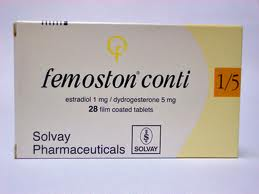 femoston® conti 1/5
estradiol 1 mg / dydrogesterone 5 mg
28 film coated tablets
Solvay
Pharmaceuticals
SOLVAY